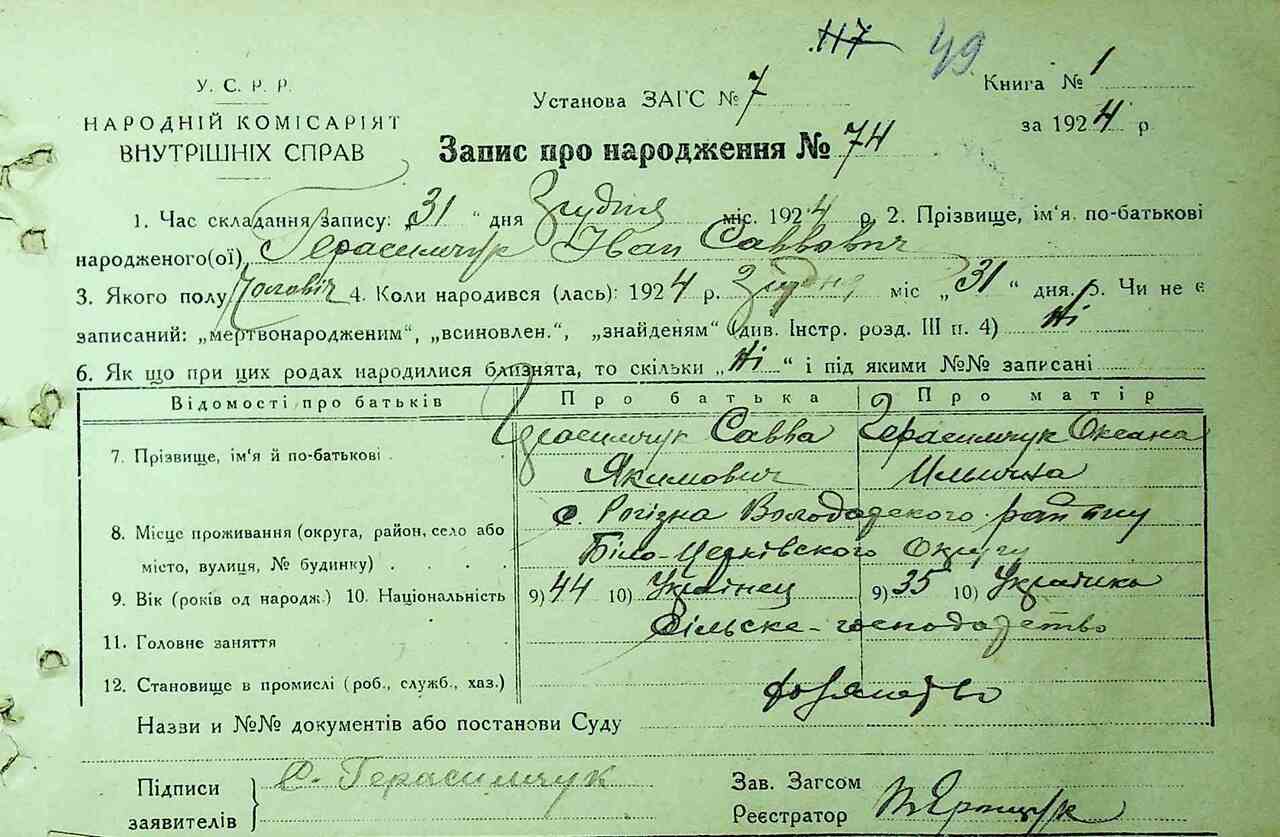 117 49
У. С. Р. Р.
НАРОДНІЙ КОМІСАРІЯТ
ВНУТРІШНІХ СПРАВ
Установа ЗАГС № 7
Книга № 1
за 1924 р
Запис про народження № 74
1. Час складання запису: „31" дня Згрудня міс. 1924 р. 2. Прізвище, ім'я. по-батькові
народженого(ої) Герасимчук Іван Саввович
3. Якого полу Чоловіч 4. Коли народився (лась): 1924 р. Згрудня міс „31" дня. 5. Чи не є
записаний: „мертвонародженим", „всиновлен.", „знайденям" (див. Інстр. розд. III п. 4) Ні
6. Як що при цих родах народилися близнята, то скільки „Ні" і під якими №№ записані
Відомості про батьків Про батька Про матір
7. Прізвище, ім'я й по-батькові Герасимчук Савва Якимович Герасимчук Оксана Ильична
8. Місце проживання (округа, район, село або
місто, вулиця, № будинку) с. Рогізна Володарского району
Біло-Церківского Округу
9. Вік (років од народж.) 10. Національність 9) 44 10) Українец 9) 35 10) Українка
11. Головне заняття Сільске-господарство
12. Становище в промислі (роб., служб., хаз.)
Назви и №№ документів або постанови Суду
Підписи
заявителів С. Герасимчук
Зав. Загсом
Реєстратор